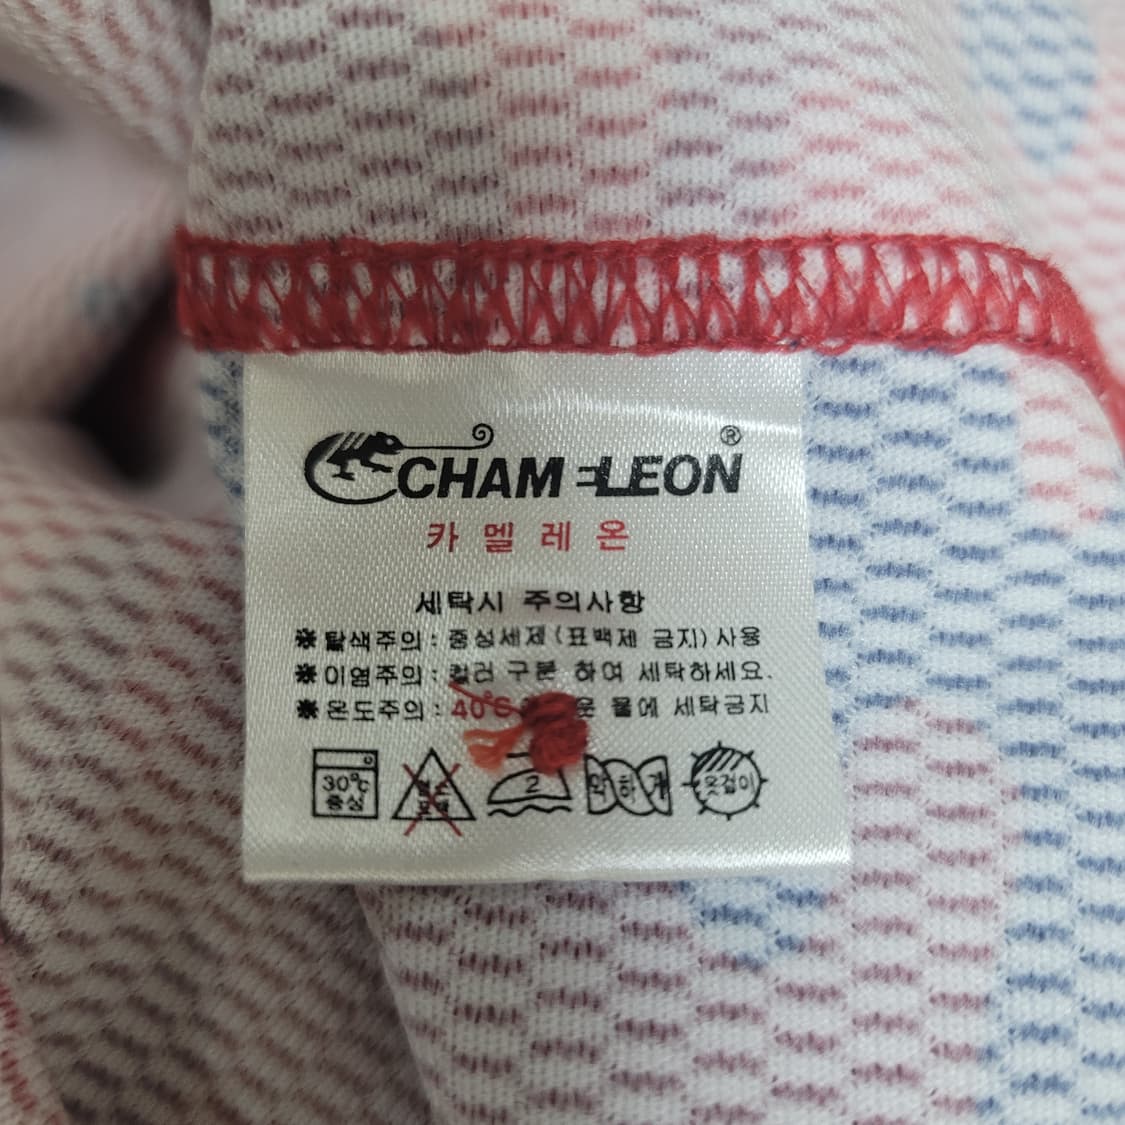 CHAMELEON®
카멜레온
세탁시 주의사항
※탈색주의 : 중성세제(표백제 금지)사용
※이염주의 : 컬러 구분 하여 세탁하세요.
※온도주의 : 40°C 물에 세탁금지
30°C 2 약하게 옷걸이
중성